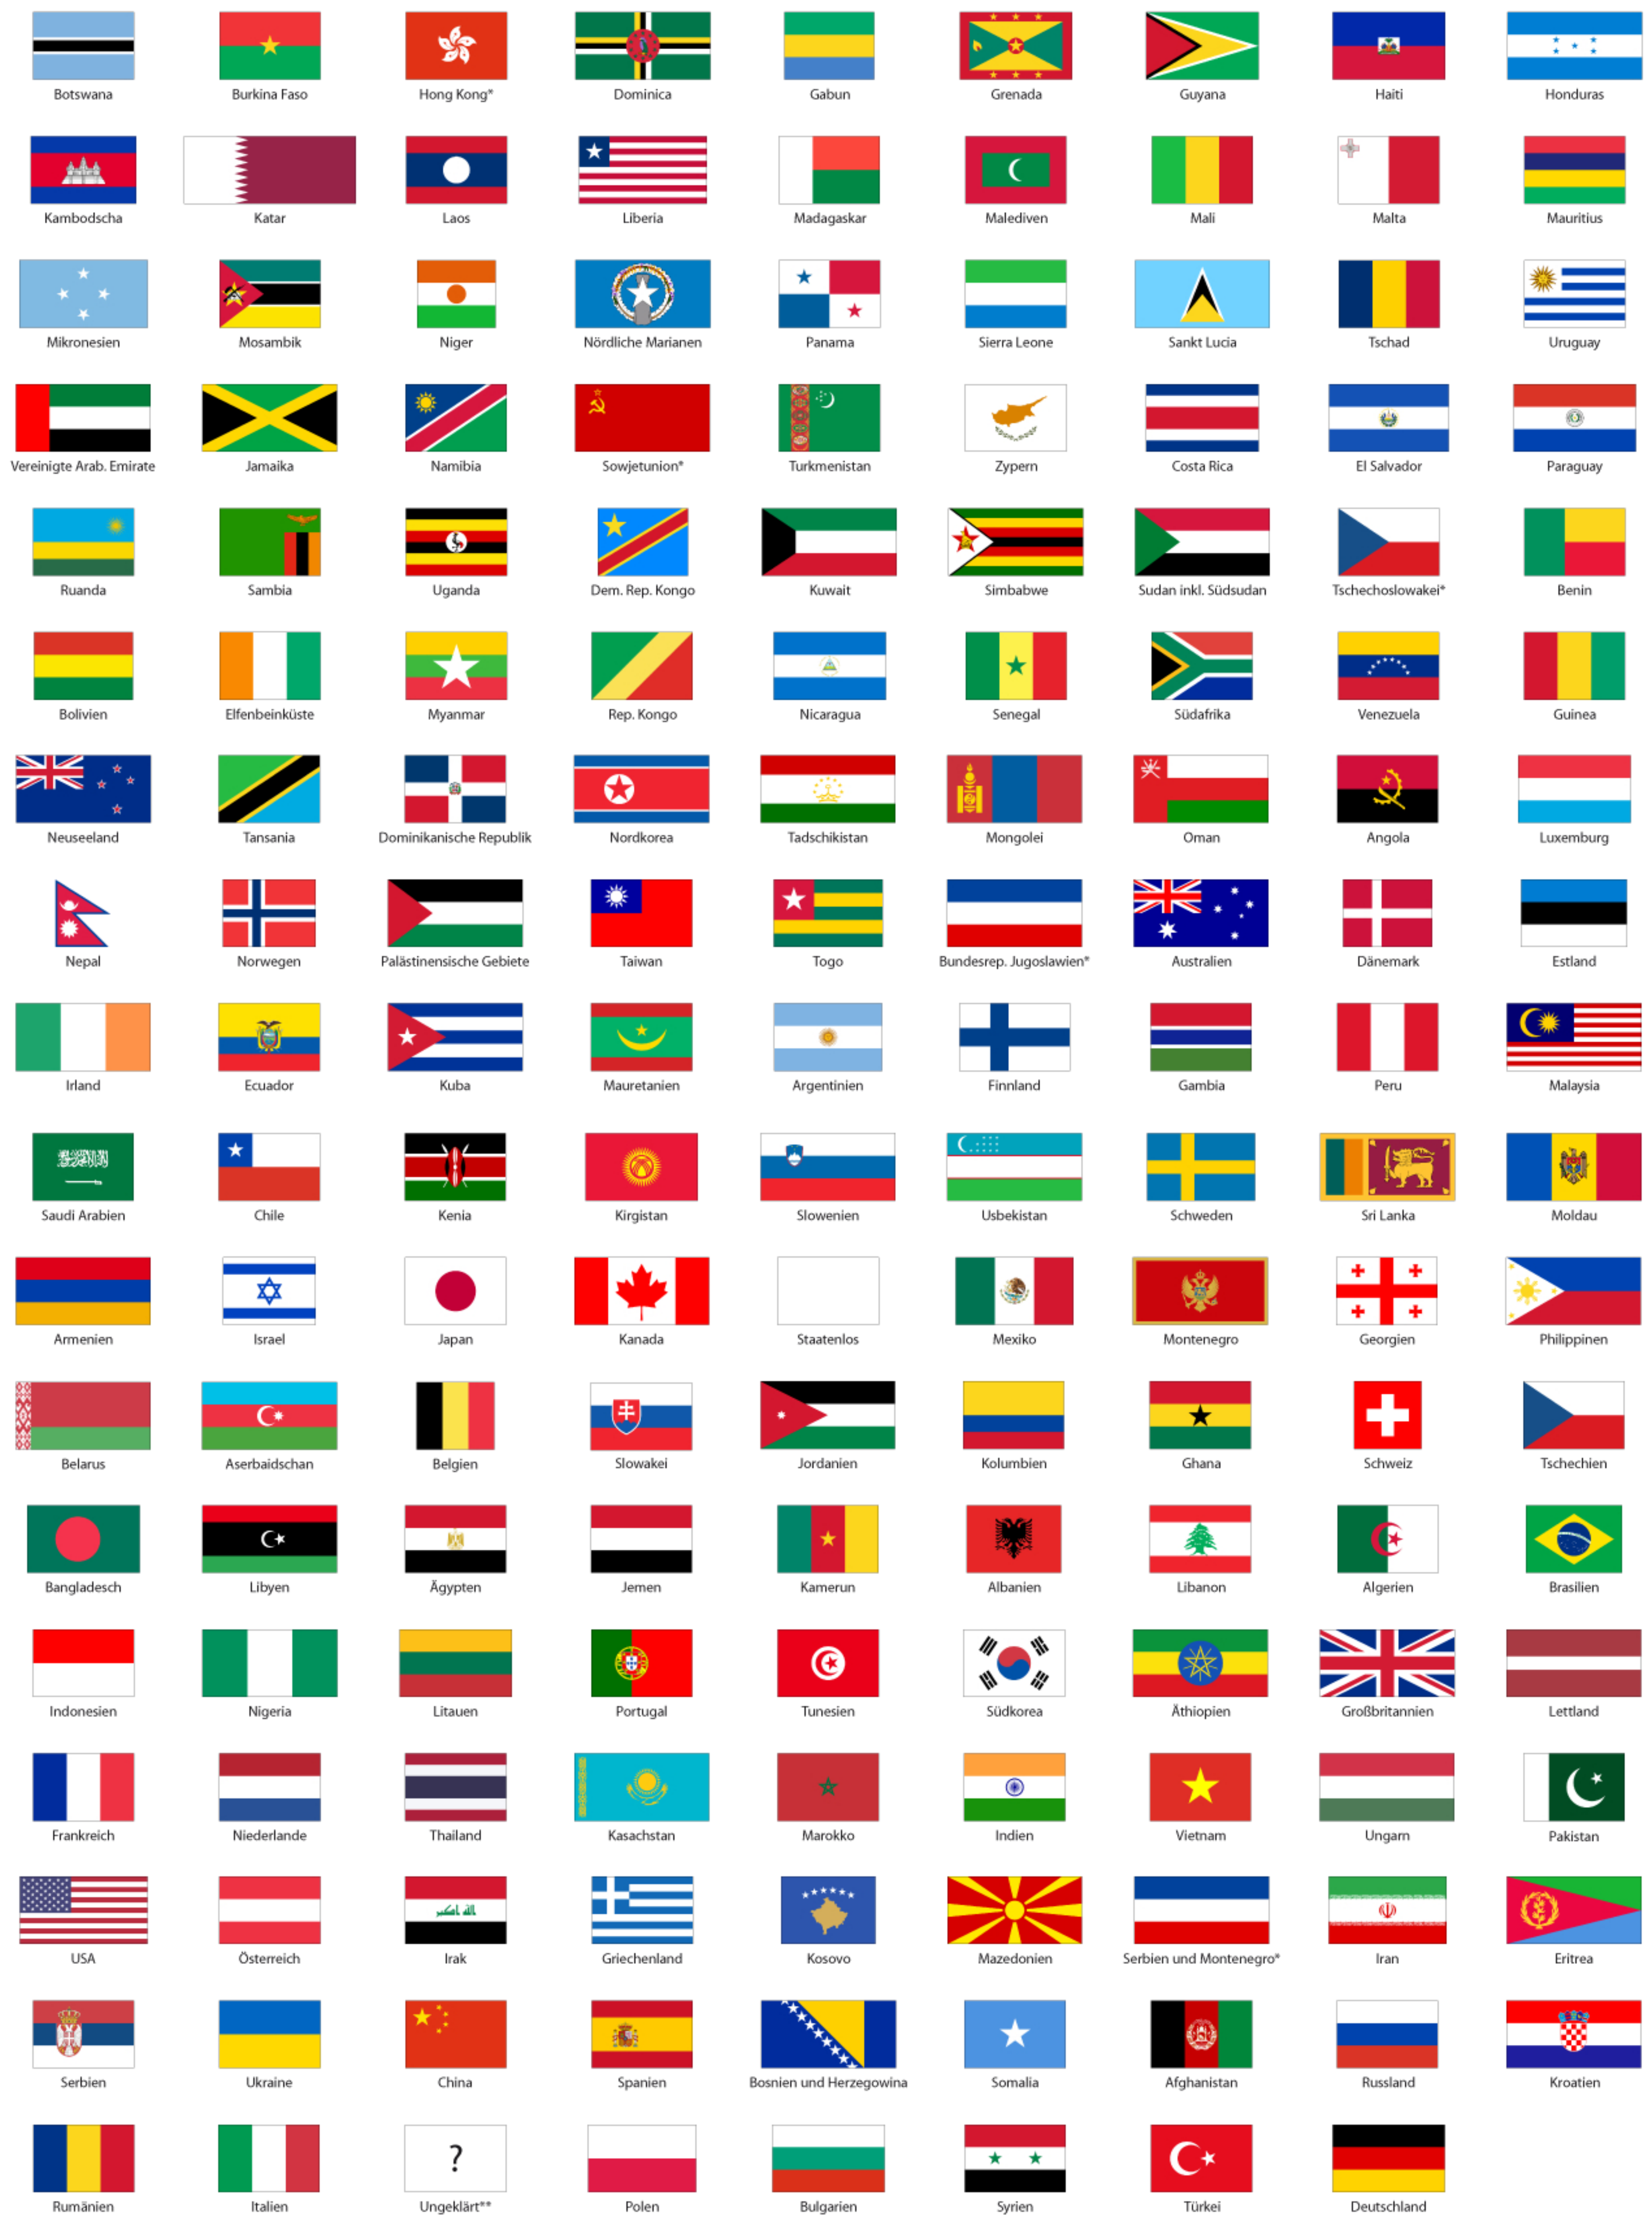 Botswana Burkina Faso Hong Kong* Dominica Gabun Grenada Guyana Haiti Honduras
Kambodscha Katar Laos Liberia Madagaskar Malediven Mali Malta Mauritius
Mikronesien Mosambik Niger Nördliche Marianen Panama Sierra Leone Sankt Lucia Tschad Uruguay
Vereinigte Arab. Emirate Jamaika Namibia Sowjetunion* Turkmenistan Zypern Costa Rica El Salvador Paraguay
Ruanda Sambia Uganda Dem. Rep. Kongo Kuwait Simbabwe Sudan inkl. Südsudan Tschechoslowakei* Benin
Bolivien Elfenbeinküste Myanmar Rep. Kongo Nicaragua Senegal Südafrika Venezuela Guinea
Neuseeland Tansania Dominikanische Republik Nordkorea Tadschikistan Mongolei Oman Angola Luxemburg
Nepal Norwegen Palästinensische Gebiete Taiwan Togo Bundesrep. Jugoslawien* Australien Dänemark Estland
Irland Ecuador Kuba Mauretanien Argentinien Finnland Gambia Peru Malaysia
Saudi Arabien Chile Kenia Kirgistan Slowenien Usbekistan Schweden Sri Lanka Moldau
Armenien Israel Japan Kanada Staatenlos Mexiko Montenegro Georgien Philippinen
Belarus Aserbaidschan Belgien Slowakei Jordanien Kolumbien Ghana Schweiz Tschechien
Bangladesch Libyen Ägypten Jemen Kamerun Albanien Libanon Algerien Brasilien
Indonesien Nigeria Litauen Portugal Tunesien Südkorea Äthiopien Großbritannien Lettland
Frankreich Niederlande Thailand Kasachstan Marokko Indien Vietnam Ungarn Pakistan
الله اكبر
USA Österreich Irak Griechenland Kosovo Mazedonien Serbien und Montenegro* Iran Eritrea
Serbien Ukraine China Spanien Bosnien und Herzegowina Somalia Afghanistan Russland Kroatien
?
Rumänien Italien Ungeklärt** Polen Bulgarien Syrien Türkei Deutschland